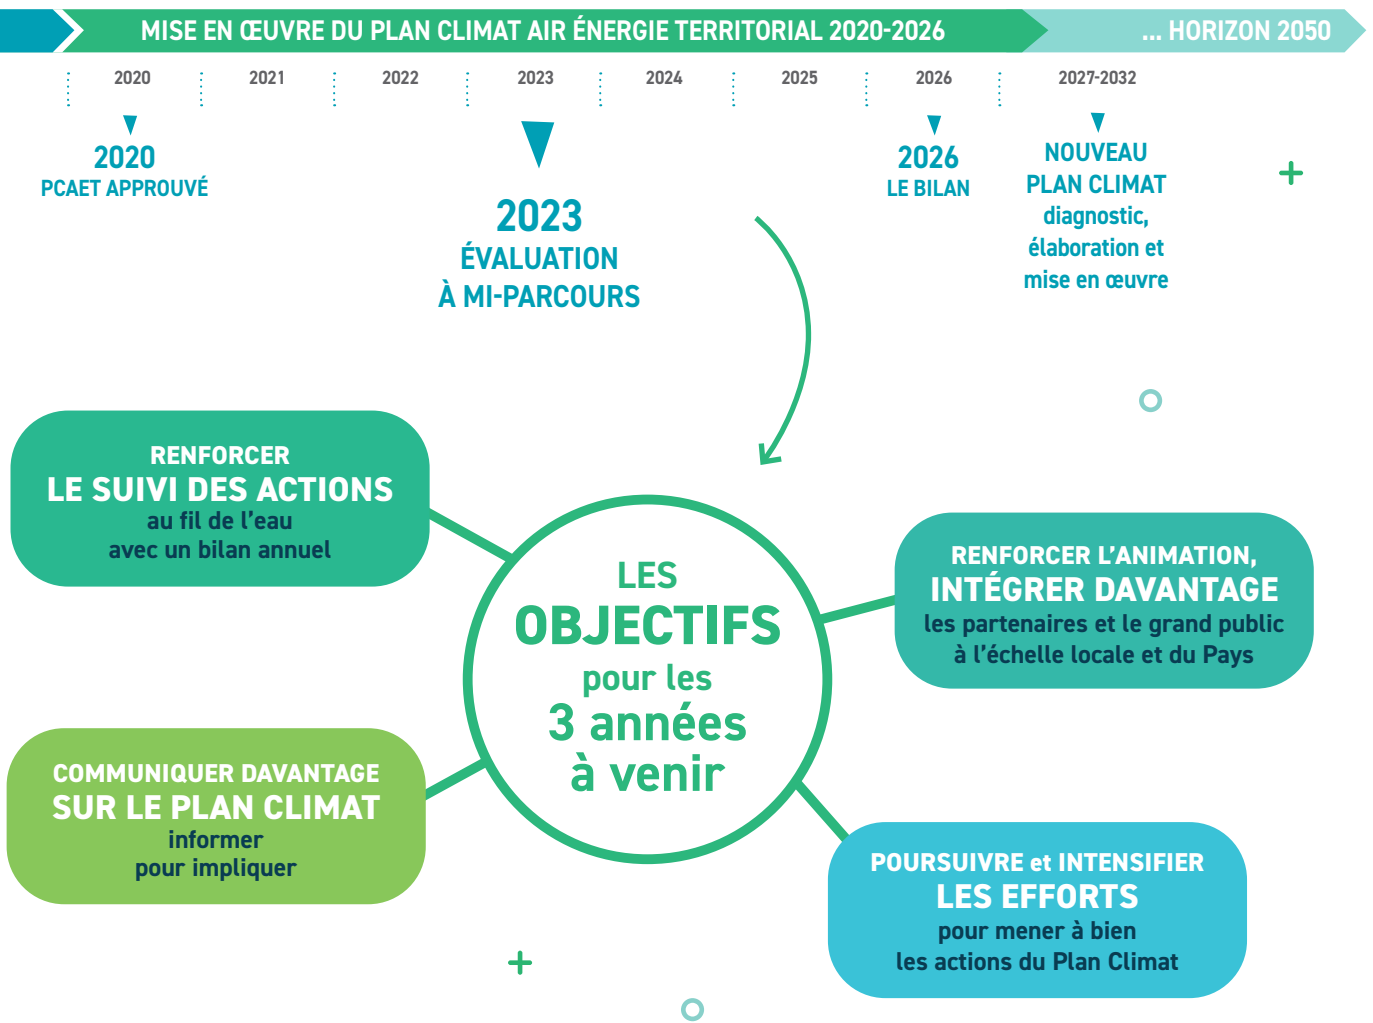 MISE EN ŒUVRE DU PLAN CLIMAT AIR ÉNERGIE TERRITORIAL 2020-2026
... HORIZON 2050
2020
2021
2022
2023
2024
2025
2026
2027-2032
2020
PCAET APPROUVÉ
2023
ÉVALUATION
À MI-PARCOURS
2026
LE BILAN
NOUVEAU
PLAN CLIMAT
diagnostic,
élaboration et
mise en œuvre
RENFORCER
LE SUIVI DES ACTIONS
au fil de l’eau
avec un bilan annuel
LES
OBJECTIFS
pour les
3 années
à venir
RENFORCER L’ANIMATION,
INTÉGRER DAVANTAGE
les partenaires et le grand public
à l’échelle locale et du Pays
COMMUNIQUER DAVANTAGE
SUR LE PLAN CLIMAT
informer
pour impliquer
POURSUIVRE et INTENSIFIER
LES EFFORTS
pour mener à bien
les actions du Plan Climat